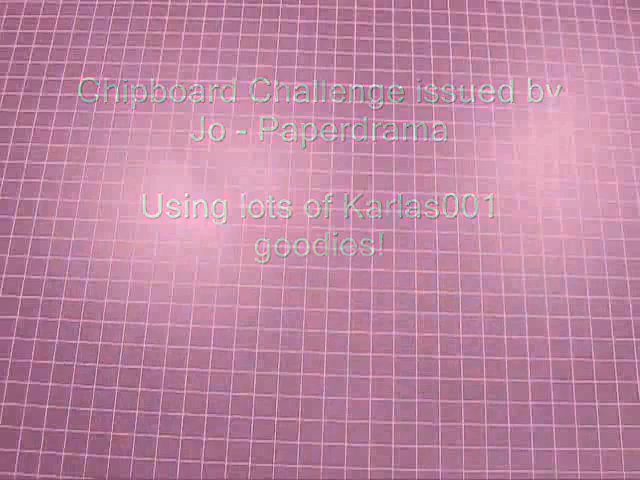 Chipboard Challenge issued by
Jo - Paperdrama
Using lots of Karlas001
goodies!